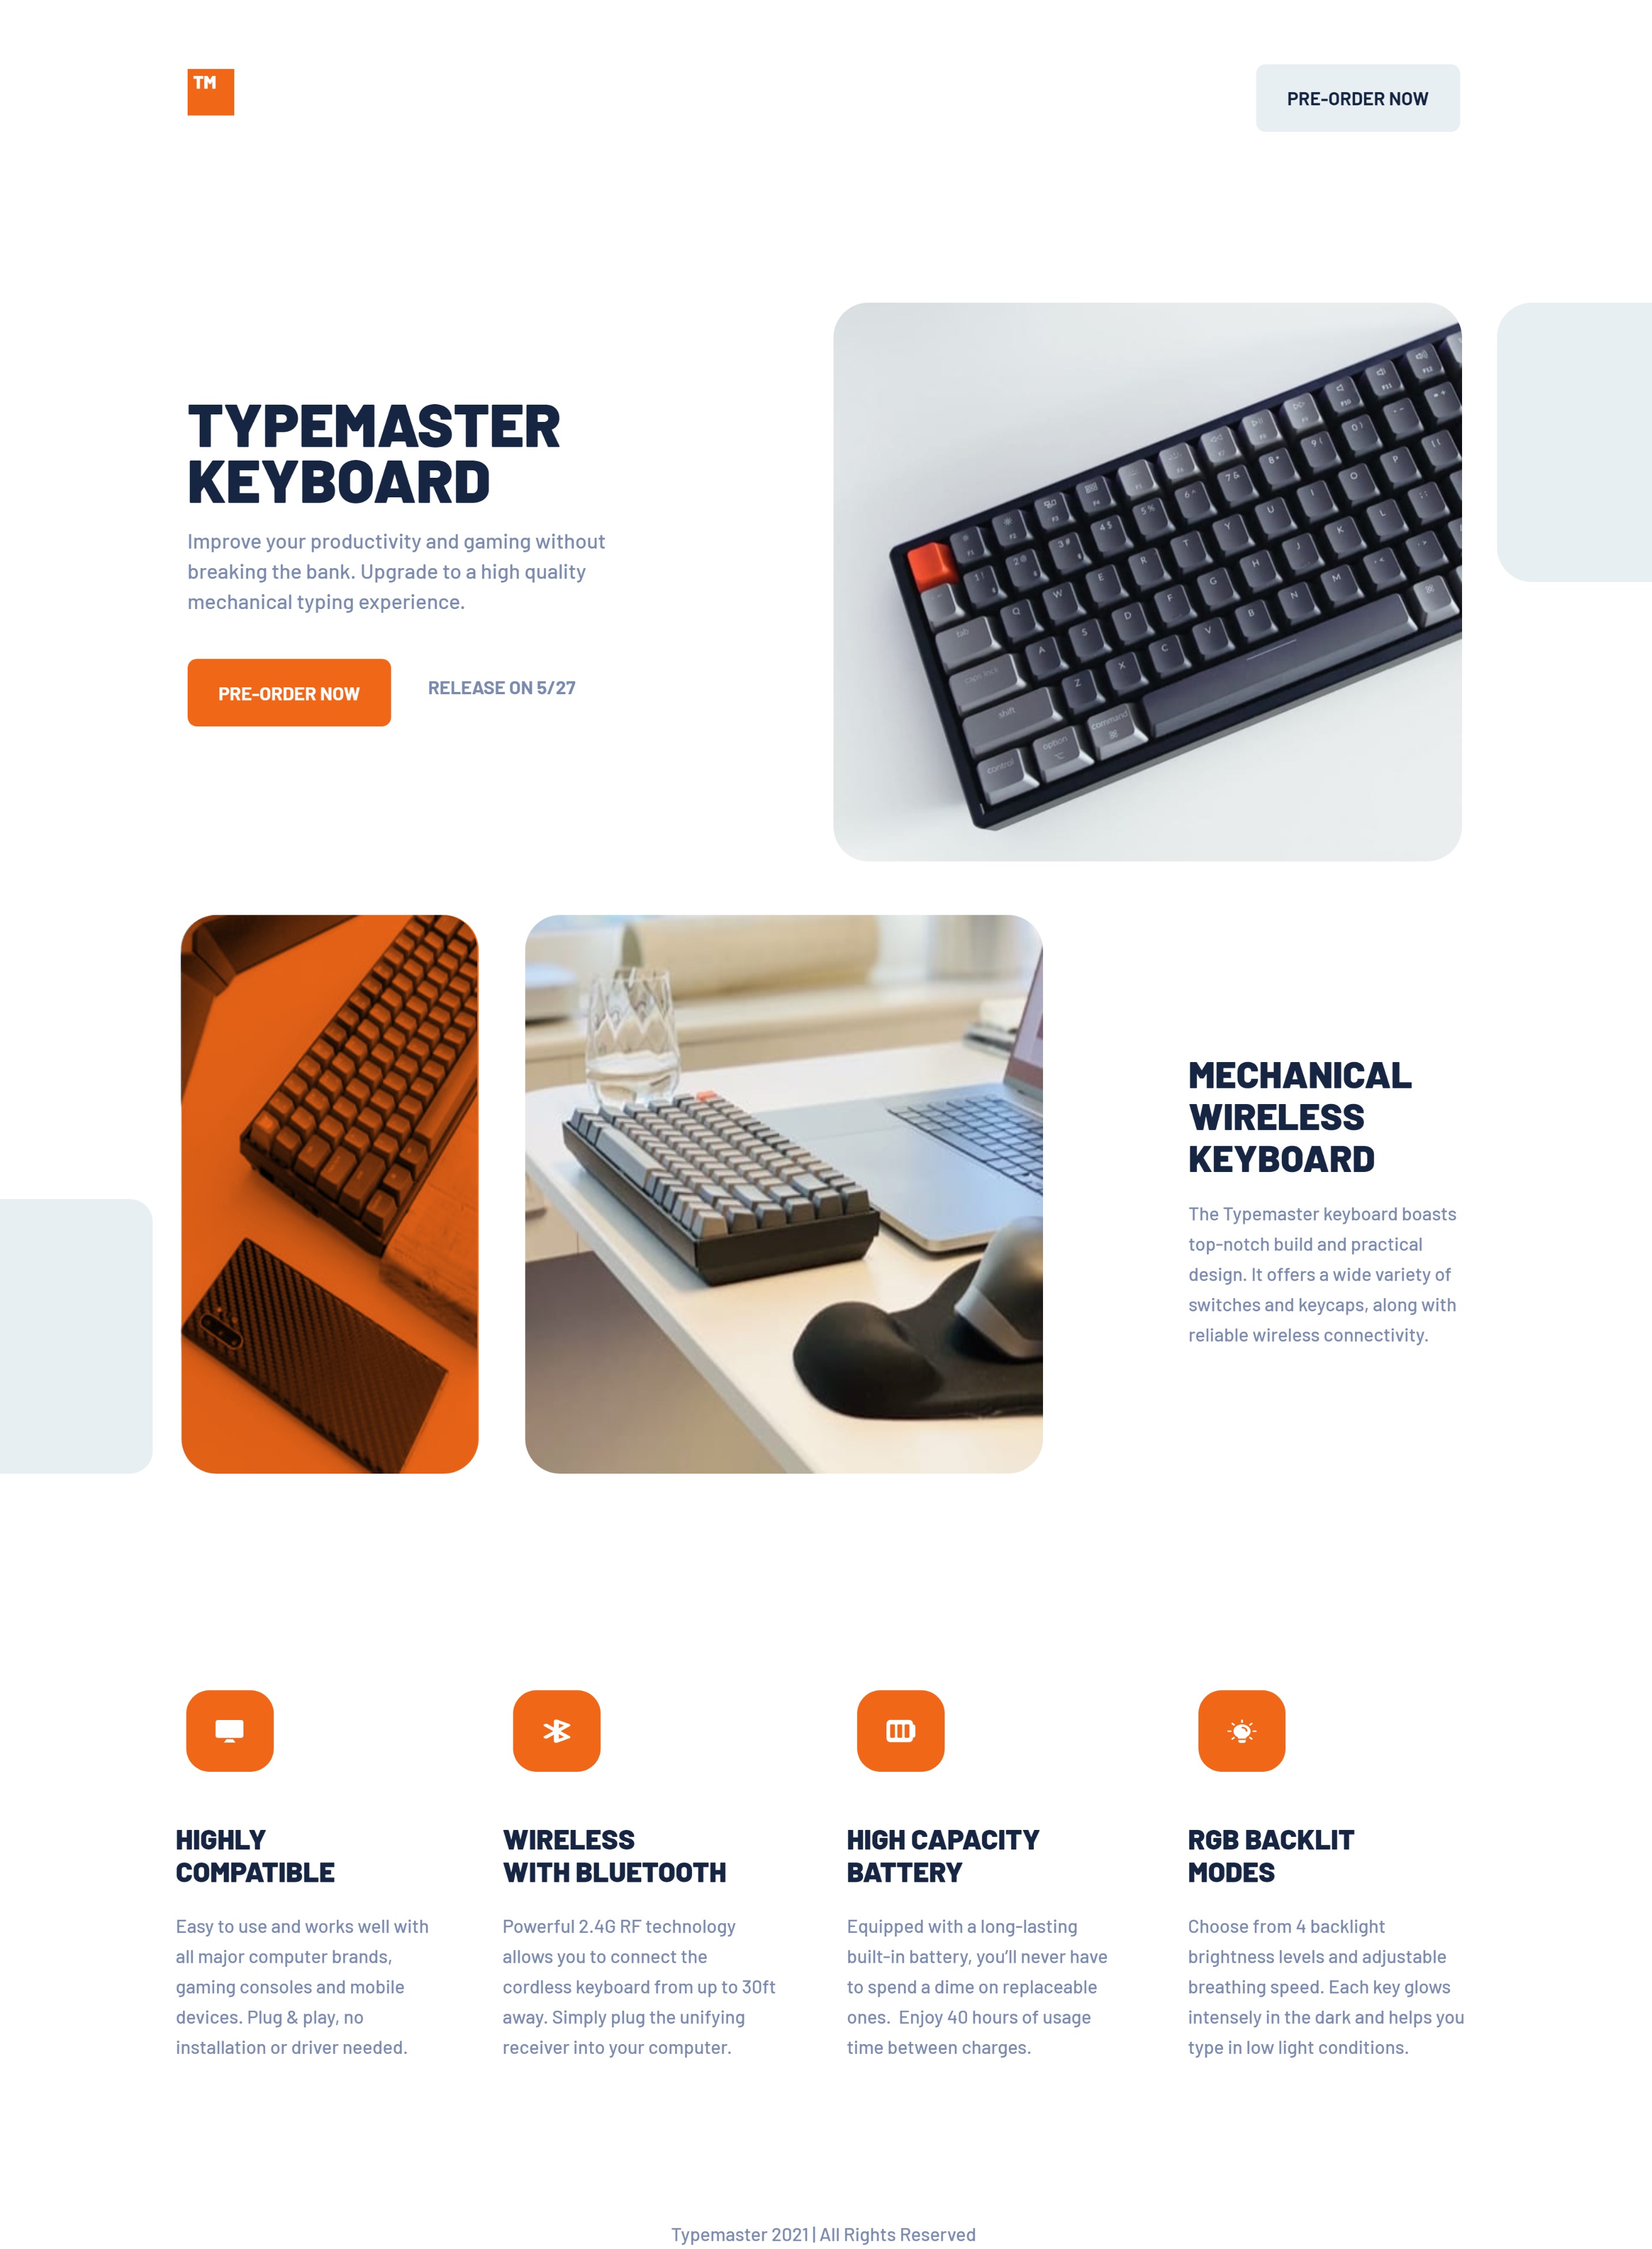 TM
PRE-ORDER NOW
TYPEMASTER
KEYBOARD
Improve your productivity and gaming without
breaking the bank. Upgrade to a high quality
mechanical typing experience.
PRE-ORDER NOW
RELEASE ON 5/27
tab
caps lock
shift
control
option
command
Q W E R T Y U I O P
A S D F G H J K L
Z X C V B N M
MECHANICAL
WIRELESS
KEYBOARD
The Typemaster keyboard boasts
top-notch build and practical
design. It offers a wide variety of
switches and keycaps, along with
reliable wireless connectivity.
HIGHLY
COMPATIBLE
Easy to use and works well with
all major computer brands,
gaming consoles and mobile
devices. Plug & play, no
installation or driver needed.
WIRELESS
WITH BLUETOOTH
Powerful 2.4G RF technology
allows you to connect the
cordless keyboard from up to 30ft
away. Simply plug the unifying
receiver into your computer.
HIGH CAPACITY
BATTERY
Equipped with a long-lasting
built-in battery, you’ll never have
to spend a dime on replaceable
ones.  Enjoy 40 hours of usage
time between charges.
RGB BACKLIT
MODES
Choose from 4 backlight
brightness levels and adjustable
breathing speed. Each key glows
intensely in the dark and helps you
type in low light conditions.
Typemaster 2021 | All Rights Reserved